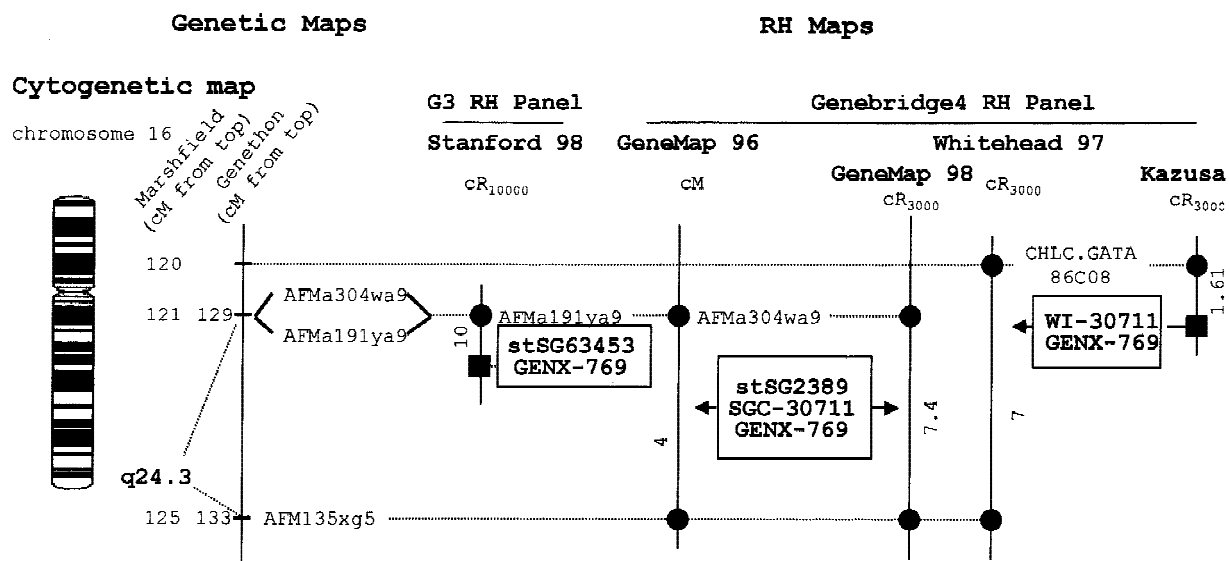 Genetic Maps
RH Maps
Cytogenetic map
chromosome 16
Marshfield
(cM from top)
Genethon
(cM from top)
G3 RH Panel
Genebridge4 RH Panel
Stanford 98
GeneMap 96
Whitehead 97
GeneMap 98
Kazusa
cR10000
cM
cR3000
cR3000
cR3000
120
CHLC.GATA
86C08
1.61
AFMa304wa9
121 129
AFMa191ya9
AFMa304wa9
AFMa191ya9
10
stSG63453
GENX-769
WI-30711
GENX-769
stSG2389
SGC-30711
GENX-769
4
7.4
7
q24.3
125 133
AFM135xg5